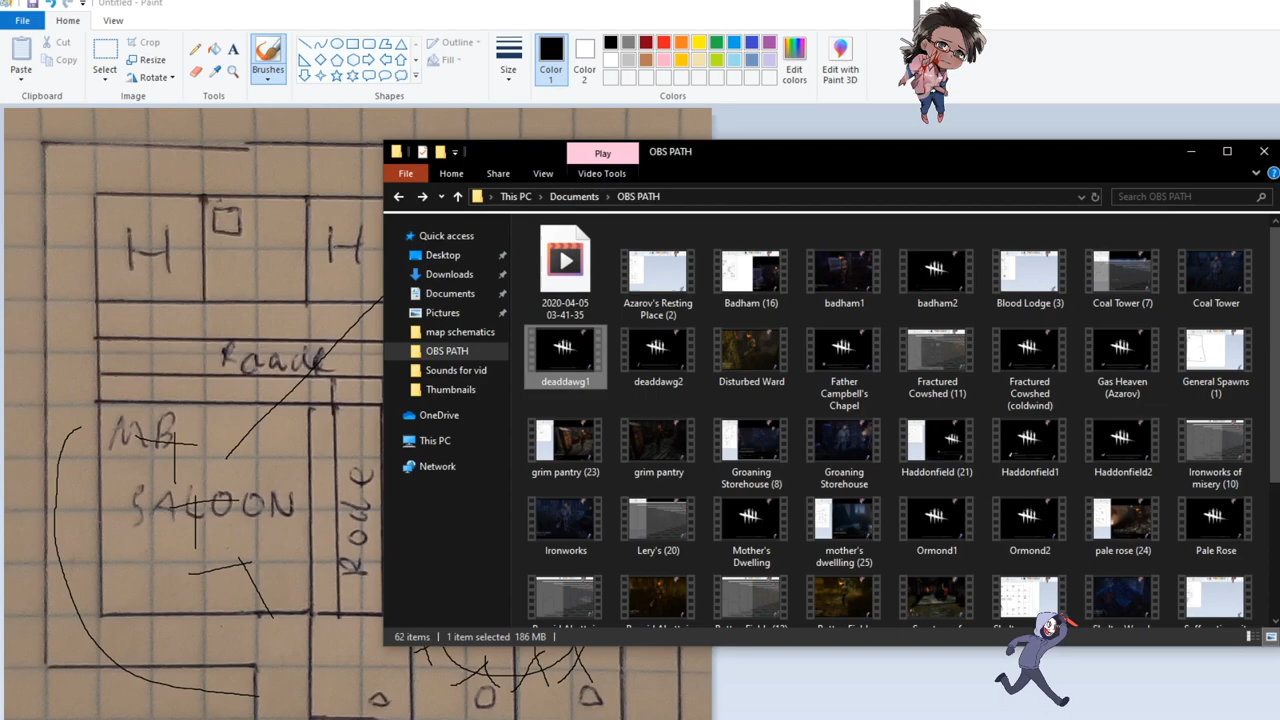 Untitled - Paint
File
Home
View
Paste
Cut
Copy
Clipboard
Select
Crop
Resize
Rotate
Image
A
Tools
Brushes
Shapes
Outline
Fill
Size
Color 1
Color 2
Colors
Edit colors
Edit with Paint 3D
H
H
MB
SALOON
Play
OBS PATH
File
Home
Share
View
Video Tools
This PC
Documents
OBS PATH
Search OBS PATH
Quick access
Desktop
Downloads
Documents
Pictures
map schematics
OBS PATH
Sounds for vid
Thumbnails
OneDrive
This PC
Network
2020-04-05 03-41-35
Azarov's Resting Place (2)
Badham (16)
badham1
badham2
Blood Lodge (3)
Coal Tower (7)
Coal Tower
deaddawg1
deaddawg2
Disturbed Ward
Father Campbell's Chapel
Fractured Cowshed (11)
Fractured Cowshed (coldwind)
Gas Heaven (Azarov)
General Spawns (1)
grim pantry (23)
grim pantry
Groaning Storehouse (8)
Groaning Storehouse
Haddonfield (21)
Haddonfield1
Haddonfield2
Ironworks of misery (10)
Ironworks
Lery's (20)
Mother's Dwelling
mother's dwellling (25)
Ormond1
Ormond2
pale rose (24)
Pale Rose
62 items
1 item selected 186 MB